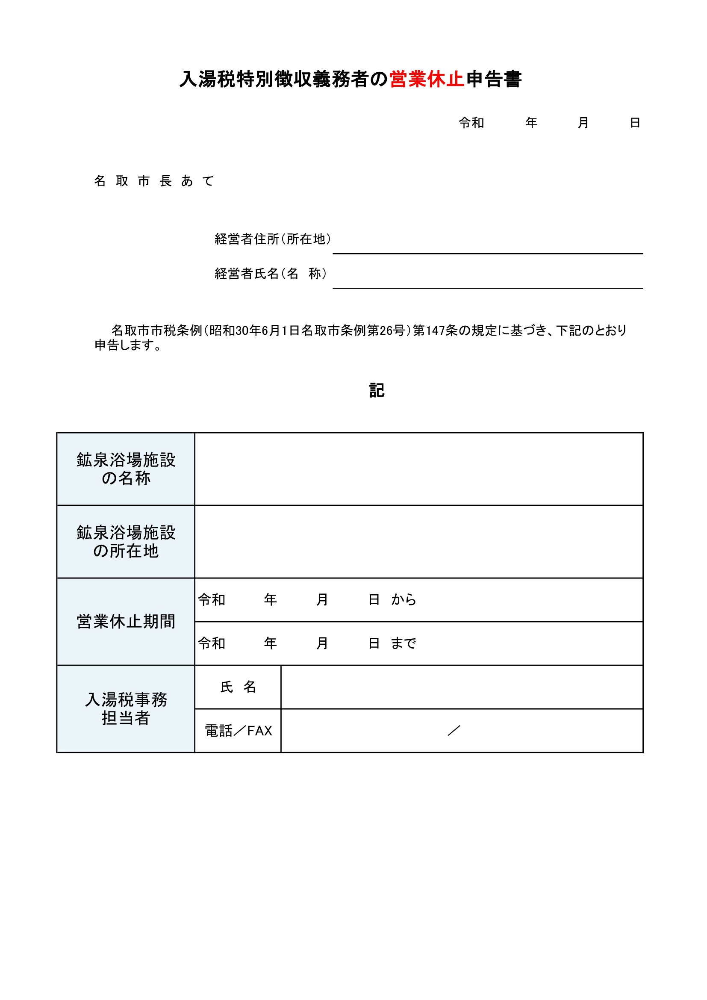 入湯税特別徴収義務者の営業休止申告書
令和　　　年　　　月　　　日
名 取 市 長 あ て
経営者住所（所在地）
経営者氏名（名　称）
名取市市税条例（昭和30年6月1日名取市条例第26号）第147条の規定に基づき、下記のとおり
申告します。
記
鉱泉浴場施設
の名称
鉱泉浴場施設
の所在地
営業休止期間
令和　　　年　　　月　　　日　から
令和　　　年　　　月　　　日　まで
入湯税事務
担当者
氏　名
電話／FAX
／